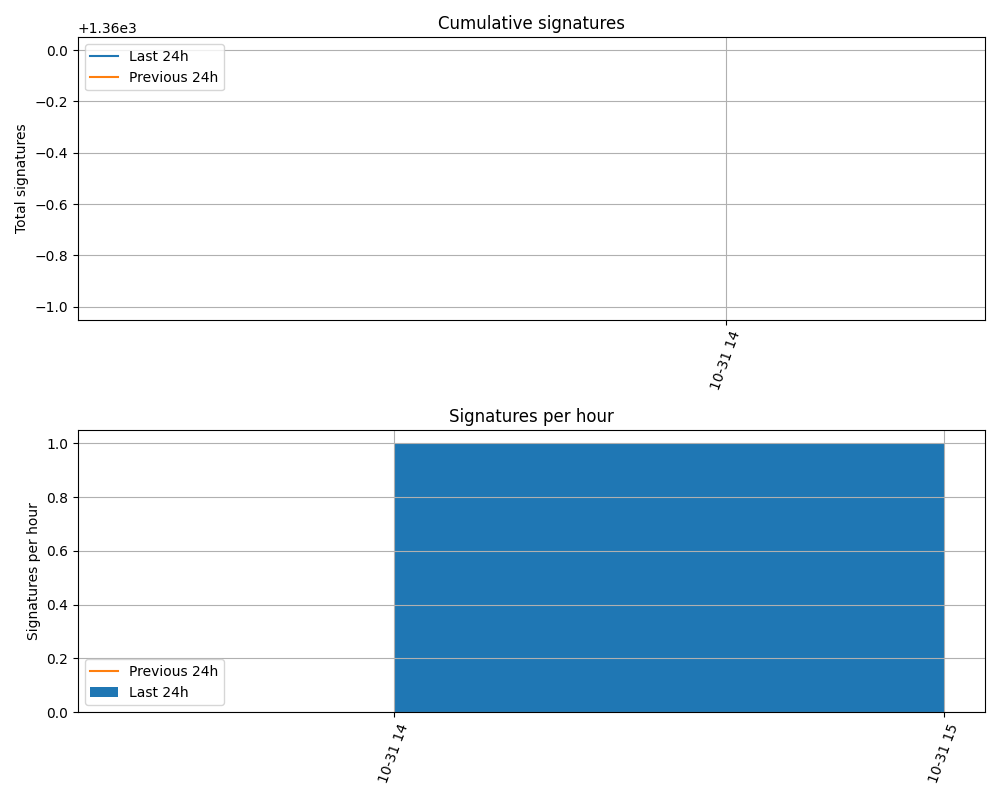 Cumulative signatures
+1.36e3
0.0
−0.2
−0.4
−0.6
−0.8
−1.0
Total signatures
Last 24h
Previous 24h
10-31 14
Signatures per hour
1.0
0.8
0.6
0.4
0.2
0.0
Signatures per hour
Previous 24h
Last 24h
10-31 14
10-31 15